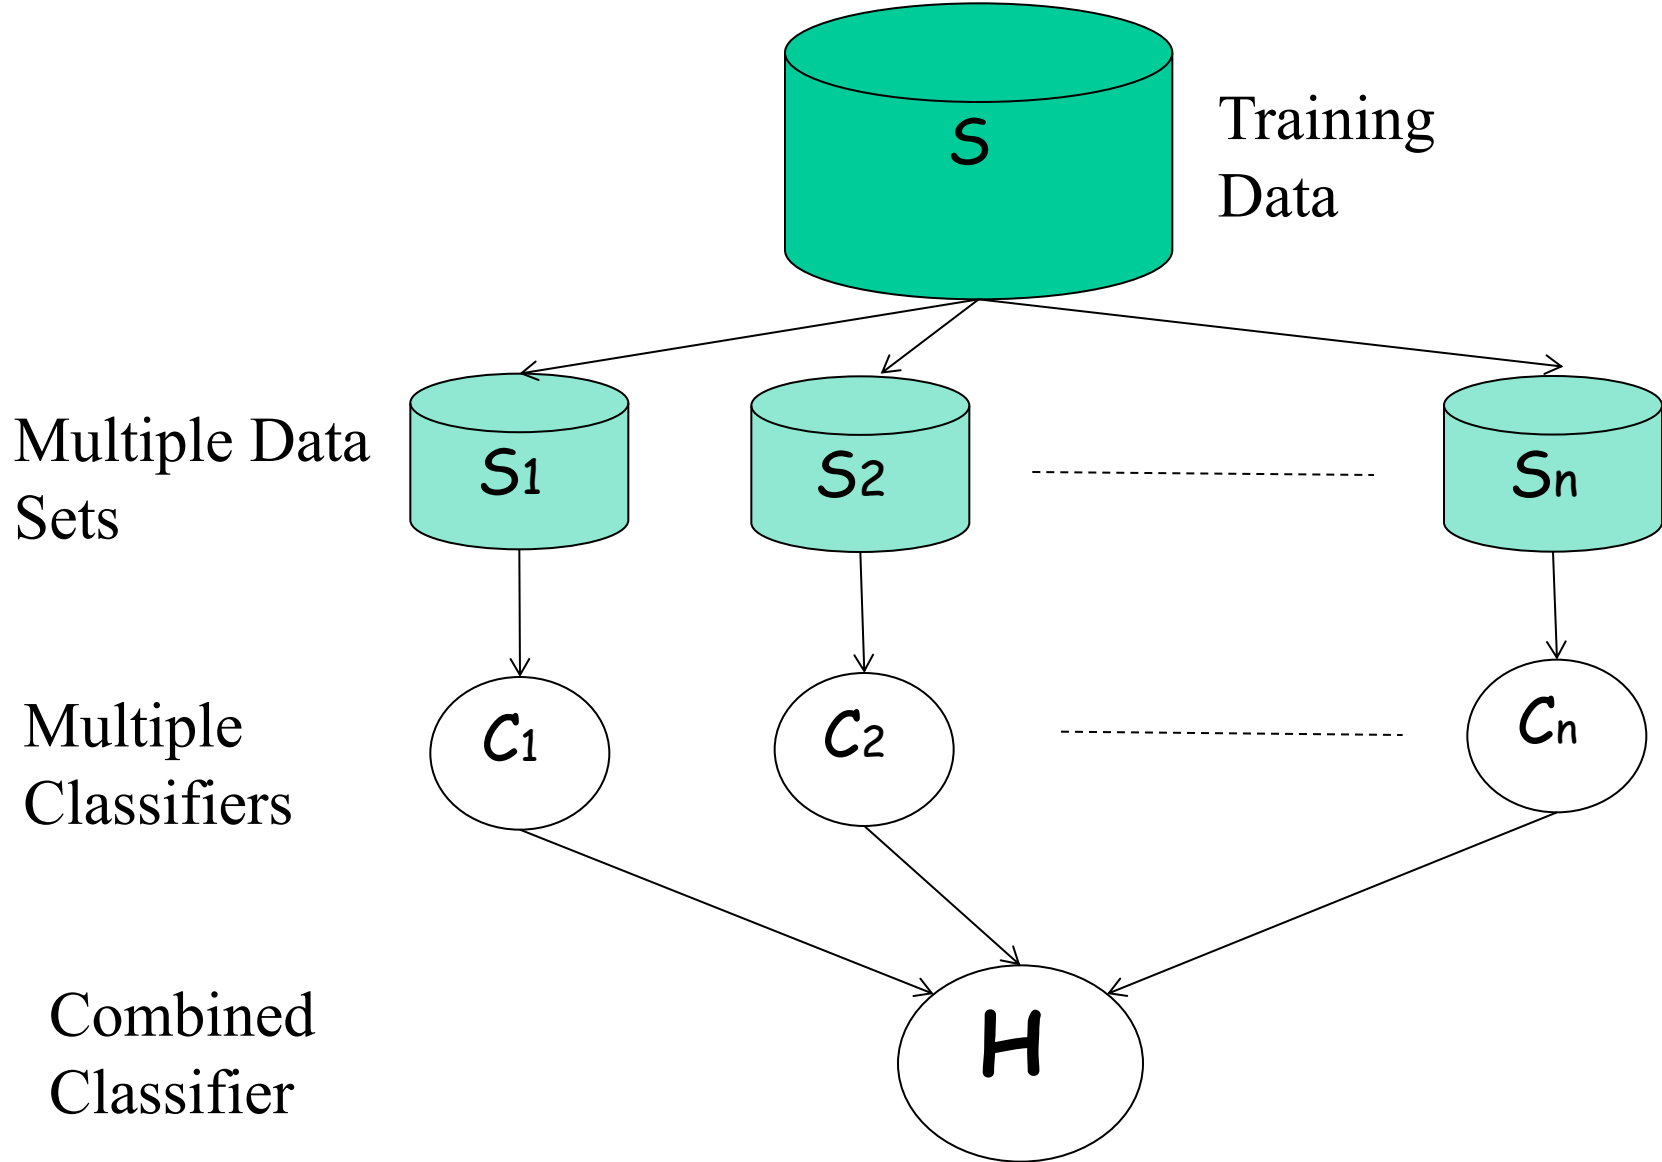 S
Training
Data
Multiple Data
Sets
S1
S2
Sn
Multiple
Classifiers
C1
C2
Cn
Combined
Classifier
H